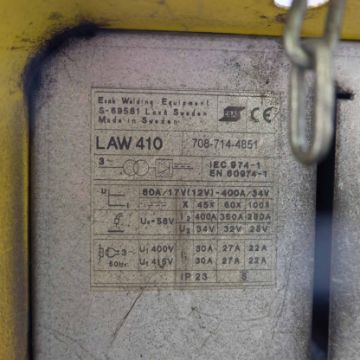 Esab Welding Equipment
S-69581 Laxå Sweden
Made in Sweden
ESAB CE
LAW 410 708-714-4851
3~ IEC 974-1
EN 60974-1
60A/17V(12V)-400A/34V
X 45% 60% 100%
I₂ 400A 350A 280A
U₀=58V
U₂ 34V 32V 28V
3~ U₁ 400V 30A 27A 22A
50Hz U₁ 415V 30A 27A 22A
IP 23 S